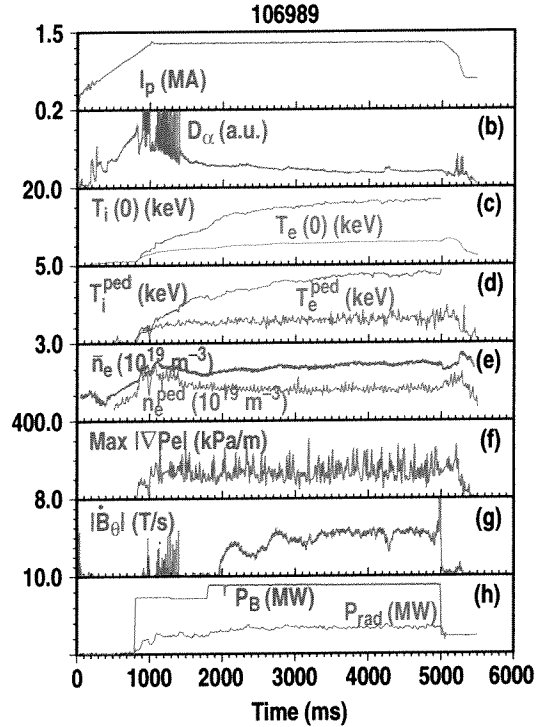 106989
1.5
I_p (MA)
0.2
D_α (a.u.)
(b)
20.0
T_i (0) (keV)
T_e (0) (keV)
(c)
5.0
T_i^ped (keV)
T_e^ped (keV)
(d)
3.0
n̄_e (10^19 m^-3)
n_e^ped (10^19 m^-3)
(e)
400.0
Max |∇Pe| (kPa/m)
(f)
8.0
|Ḃ_θ| (T/s)
(g)
10.0
P_B (MW)
P_rad (MW)
(h)
0 1000 2000 3000 4000 5000 6000
Time (ms)